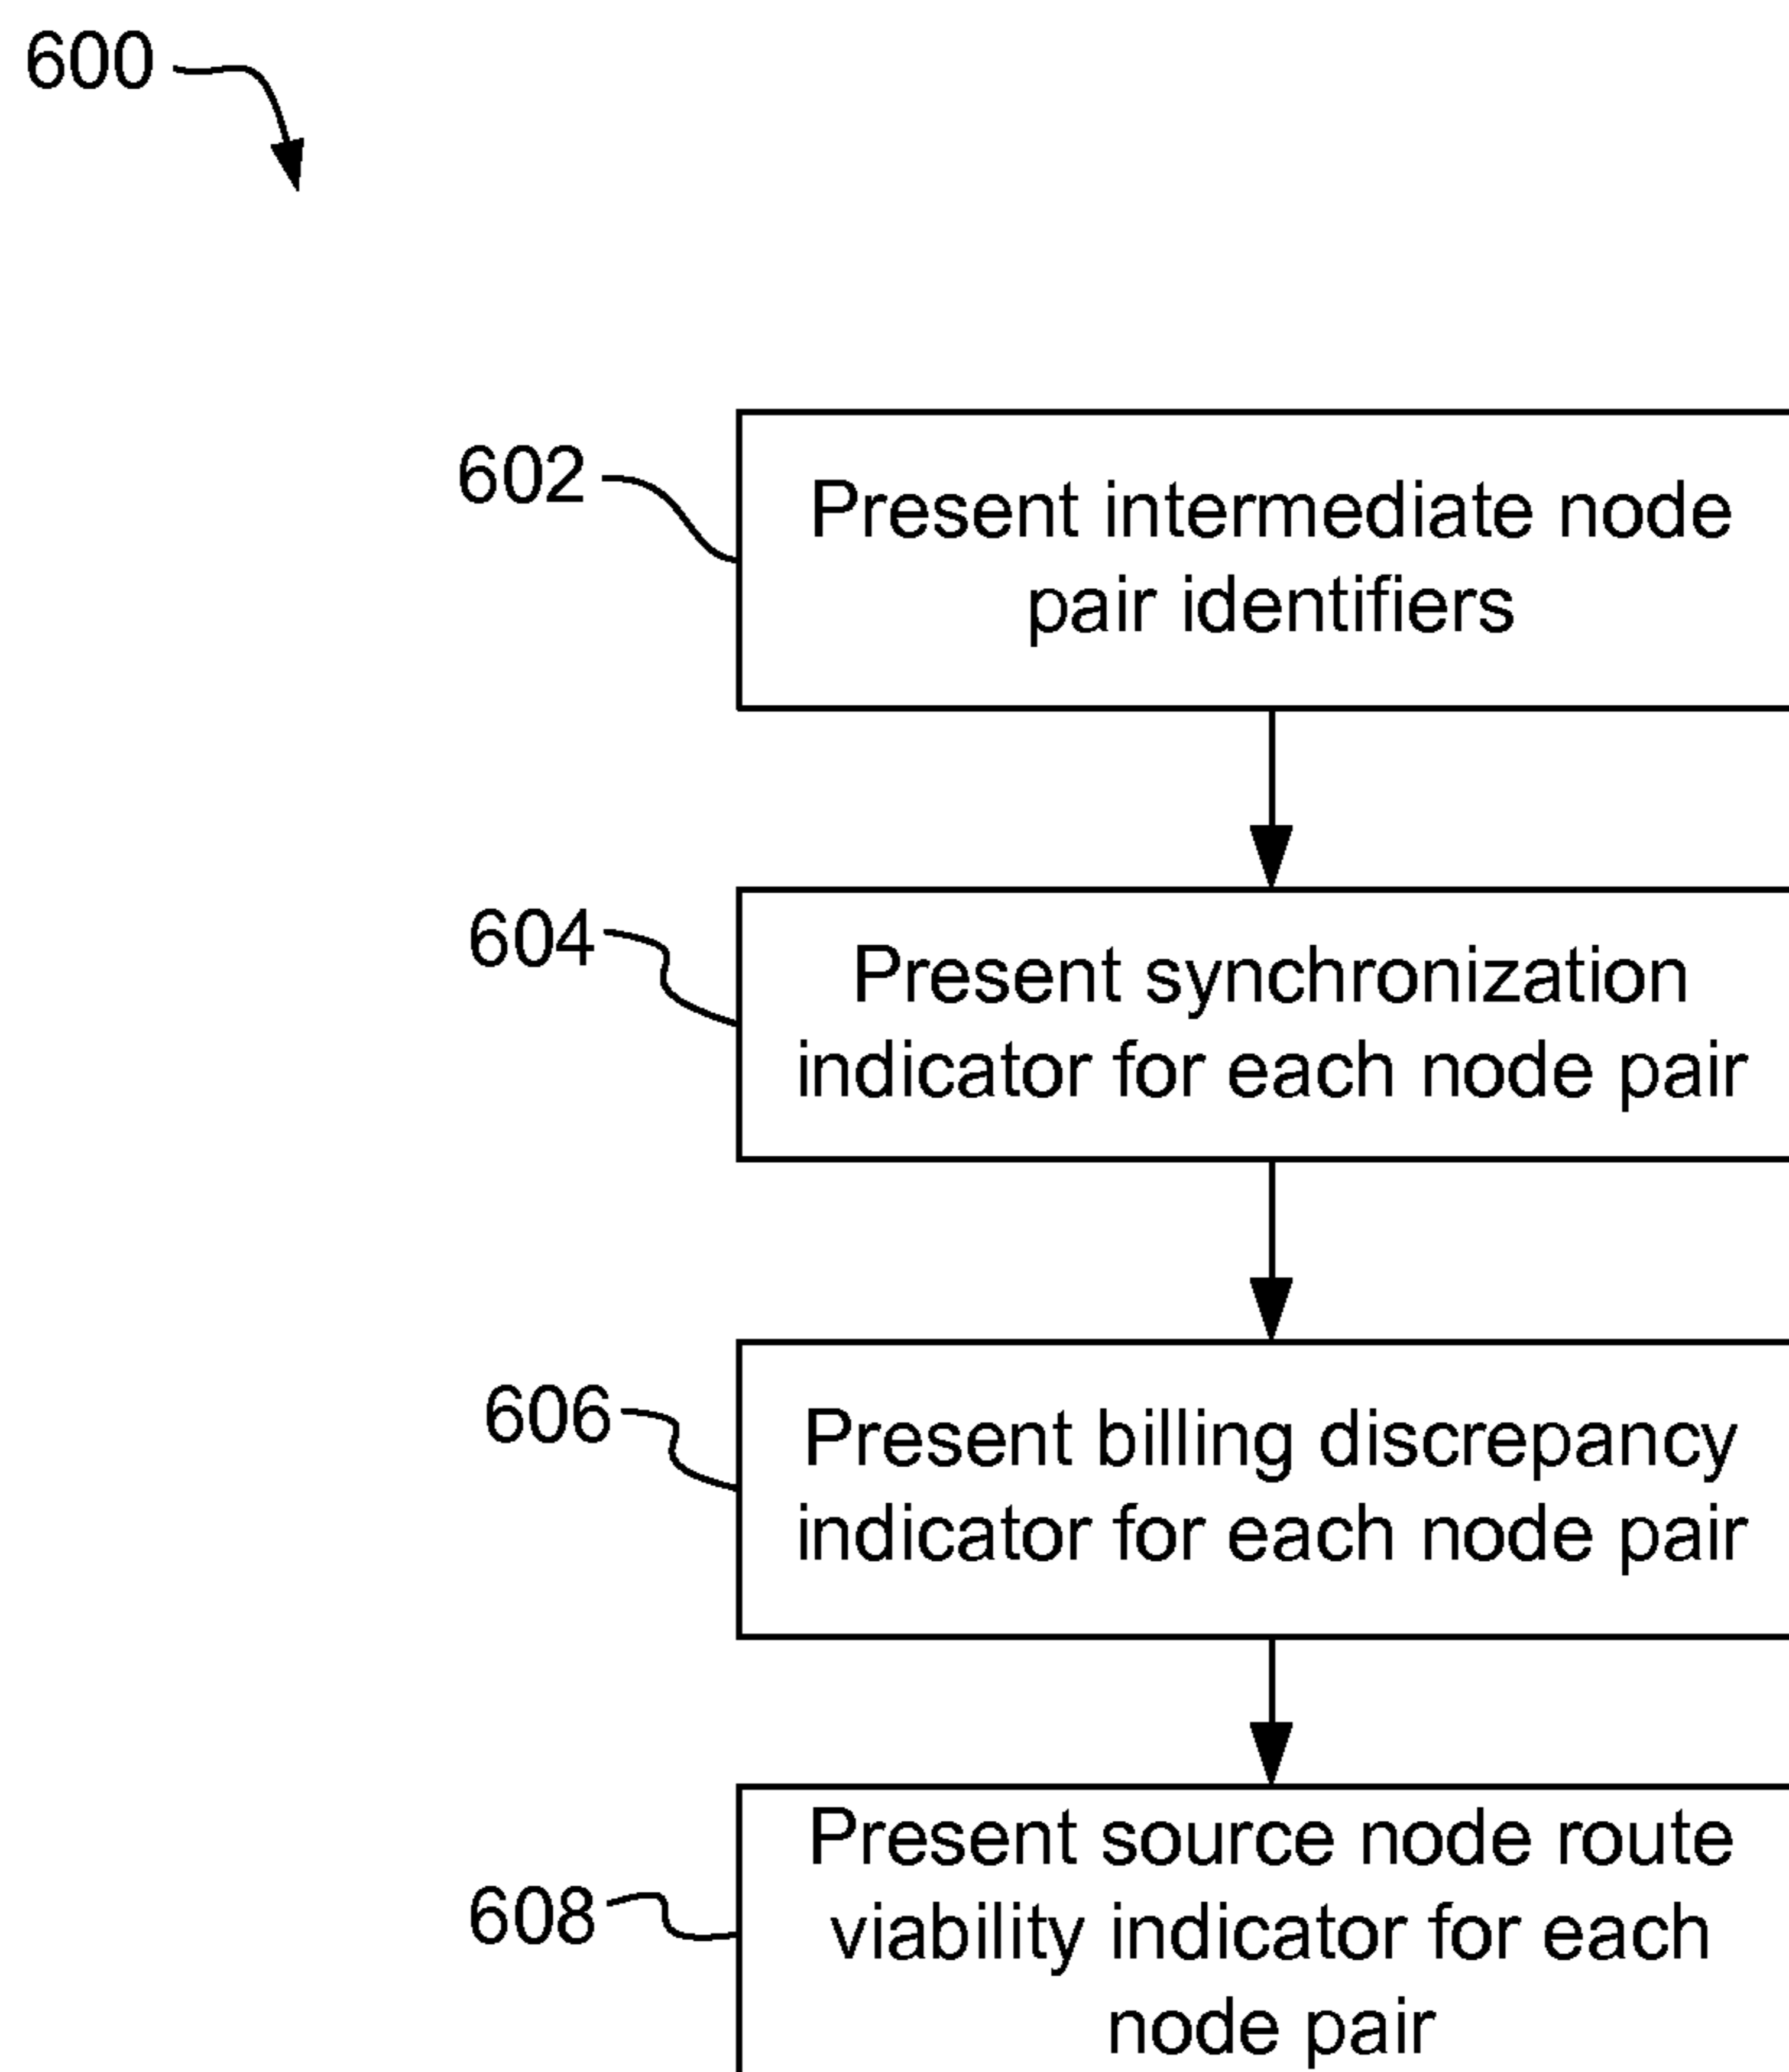 600
602
Present intermediate node
pair identifiers
604
Present synchronization
indicator for each node pair
606
Present billing discrepancy
indicator for each node pair
608
Present source node route
viability indicator for each
node pair